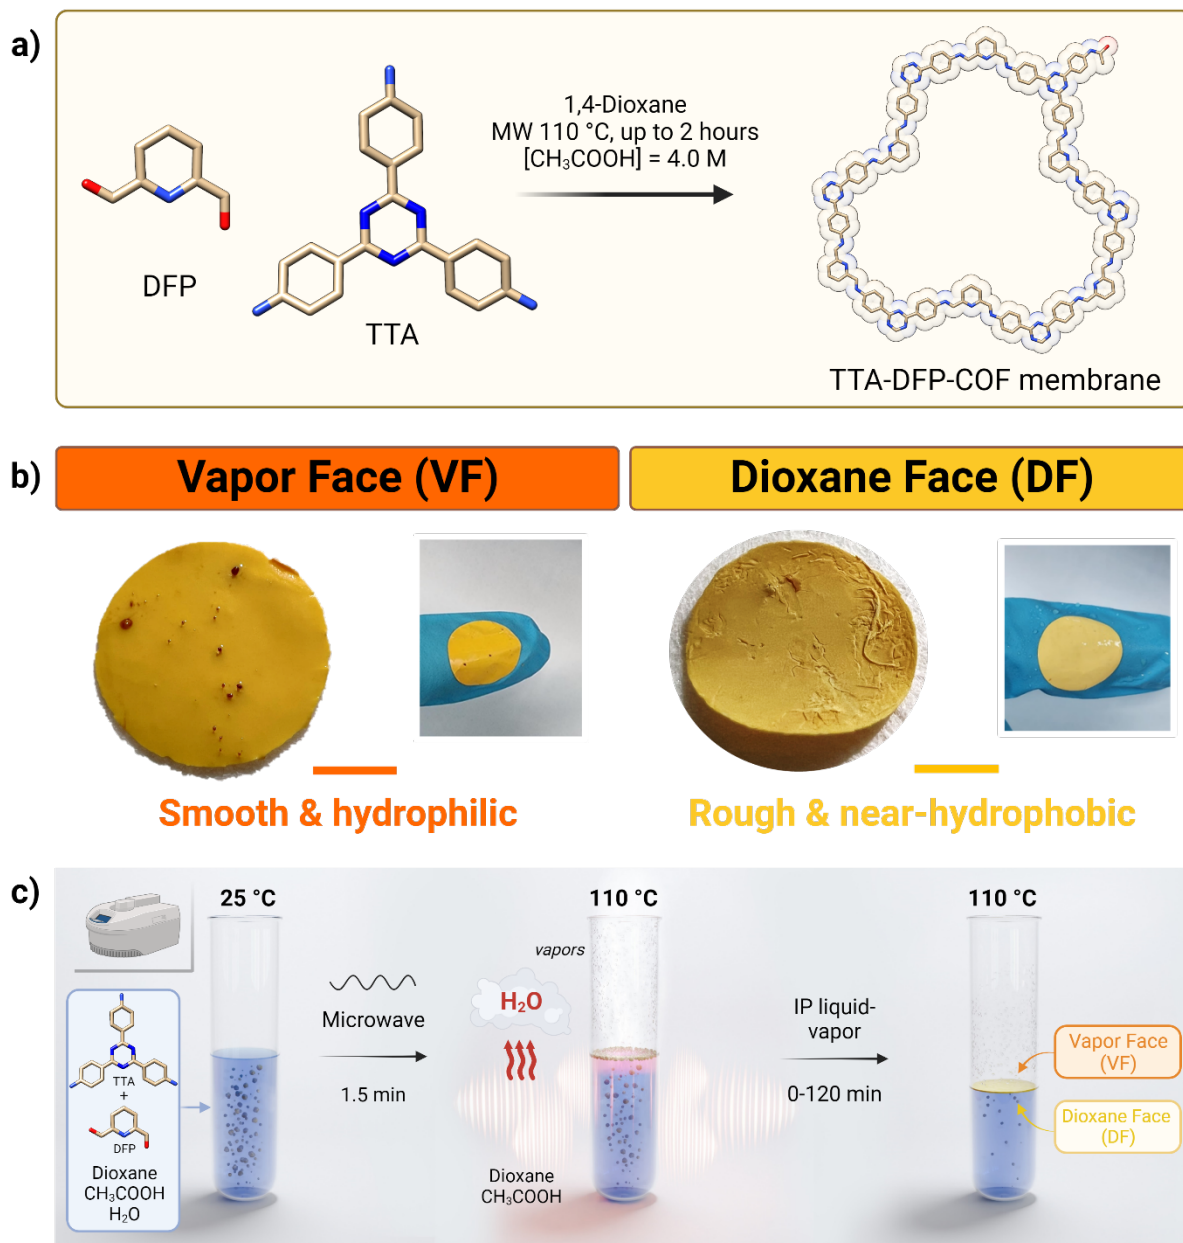 a)
1,4-Dioxane
MW 110 °C, up to 2 hours
[CH₃COOH] = 4.0 M
DFP
TTA
TTA-DFP-COF membrane
b)
Vapor Face (VF)
Dioxane Face (DF)
Smooth & hydrophilic
Rough & near-hydrophobic
c)
25 °C
110 °C
110 °C
vapors
H₂O
Microwave
1.5 min
IP liquid-
vapor
0-120 min
Vapor Face
(VF)
Dioxane Face
(DF)
TTA
+
DFP
Dioxane
CH₃COOH
H₂O
Dioxane
CH₃COOH